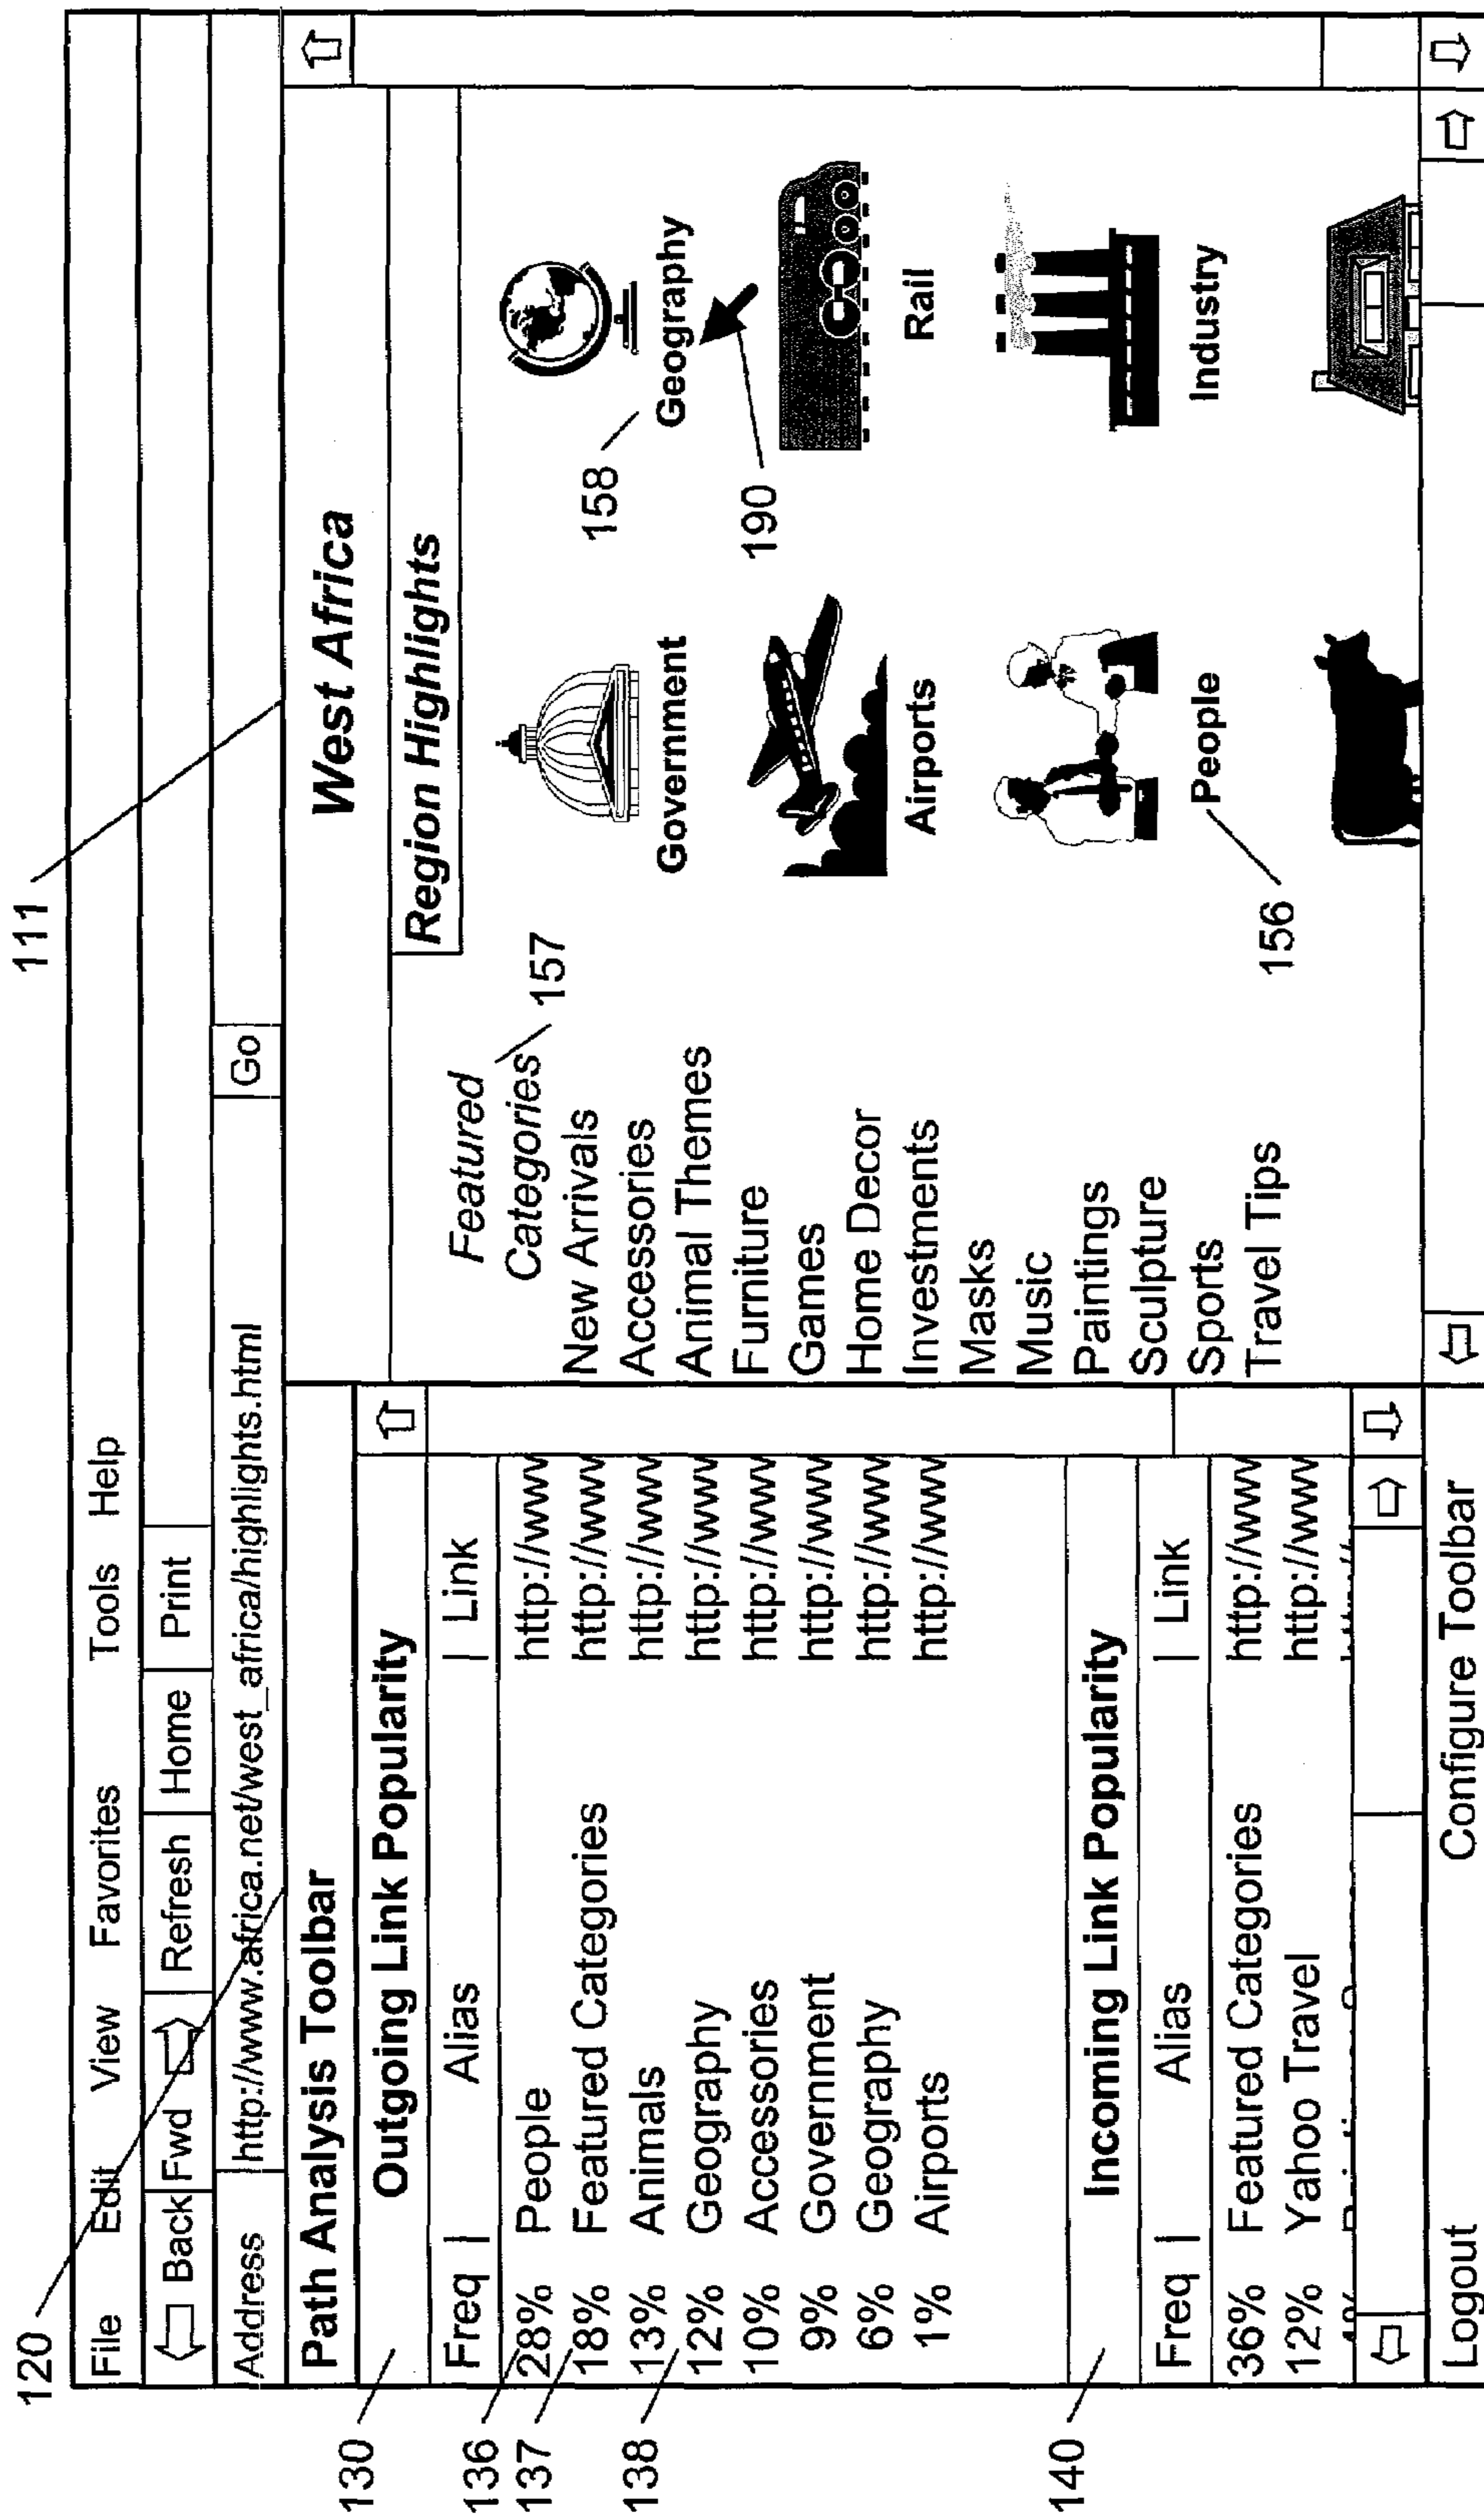 120
111
File Edit View Favorites Tools Help
Back Fwd Refresh Home Print
Address http://www.africa.net/west_africa/highlights.html Go
Path Analysis Toolbar
130
Outgoing Link Popularity
Freq | Alias | Link
136
28% People http://www
137
18% Featured Categories http://www
13% Animals http://www
138
12% Geography http://www
10% Accessories http://www
9% Government http://www
6% Geography http://www
1% Airports http://www
140
Incoming Link Popularity
Freq | Alias | Link
36% Featured Categories http://www
12% Yahoo Travel http://www
Logout Configure Toolbar
West Africa
Region Highlights
Featured
Categories
157
New Arrivals
Accessories
Animal Themes
Furniture
Games
Home Decor
Investments
Masks
Music
Paintings
Sculpture
Sports
Travel Tips
Government
158
Geography
190
Airports
Rail
People
Industry
156